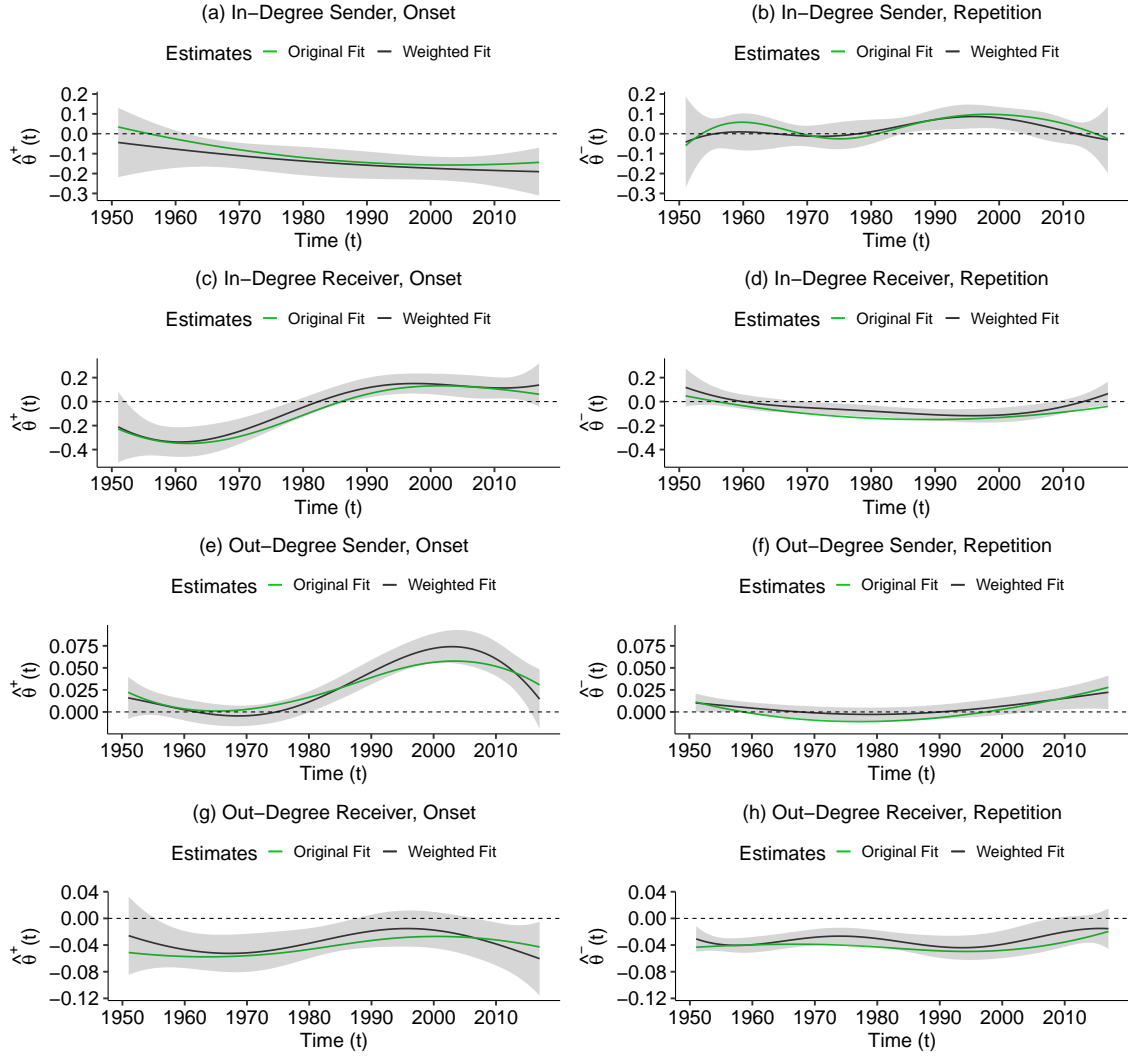 (a) In−Degree Sender, Onset
Estimates Original Fit Weighted Fit
θ̂⁺ (t)
0.2
0.1
0.0
−0.1
−0.2
−0.3
1950 1960 1970 1980 1990 2000 2010
Time (t)
(b) In−Degree Sender, Repetition
Estimates Original Fit Weighted Fit
θ̂⁻ (t)
0.2
0.1
0.0
−0.1
−0.2
−0.3
1950 1960 1970 1980 1990 2000 2010
Time (t)
(c) In−Degree Receiver, Onset
Estimates Original Fit Weighted Fit
θ̂⁺ (t)
0.2
0.0
−0.2
−0.4
1950 1960 1970 1980 1990 2000 2010
Time (t)
(d) In−Degree Receiver, Repetition
Estimates Original Fit Weighted Fit
θ̂⁻ (t)
0.2
0.0
−0.2
−0.4
1950 1960 1970 1980 1990 2000 2010
Time (t)
(e) Out−Degree Sender, Onset
Estimates Original Fit Weighted Fit
θ̂⁺ (t)
0.075
0.050
0.025
0.000
1950 1960 1970 1980 1990 2000 2010
Time (t)
(f) Out−Degree Sender, Repetition
Estimates Original Fit Weighted Fit
θ̂⁻ (t)
0.075
0.050
0.025
0.000
1950 1960 1970 1980 1990 2000 2010
Time (t)
(g) Out−Degree Receiver, Onset
Estimates Original Fit Weighted Fit
θ̂⁺ (t)
0.04
0.00
−0.04
−0.08
−0.12
1950 1960 1970 1980 1990 2000 2010
Time (t)
(h) Out−Degree Receiver, Repetition
Estimates Original Fit Weighted Fit
θ̂⁻ (t)
0.04
0.00
−0.04
−0.08
−0.12
1950 1960 1970 1980 1990 2000 2010
Time (t)